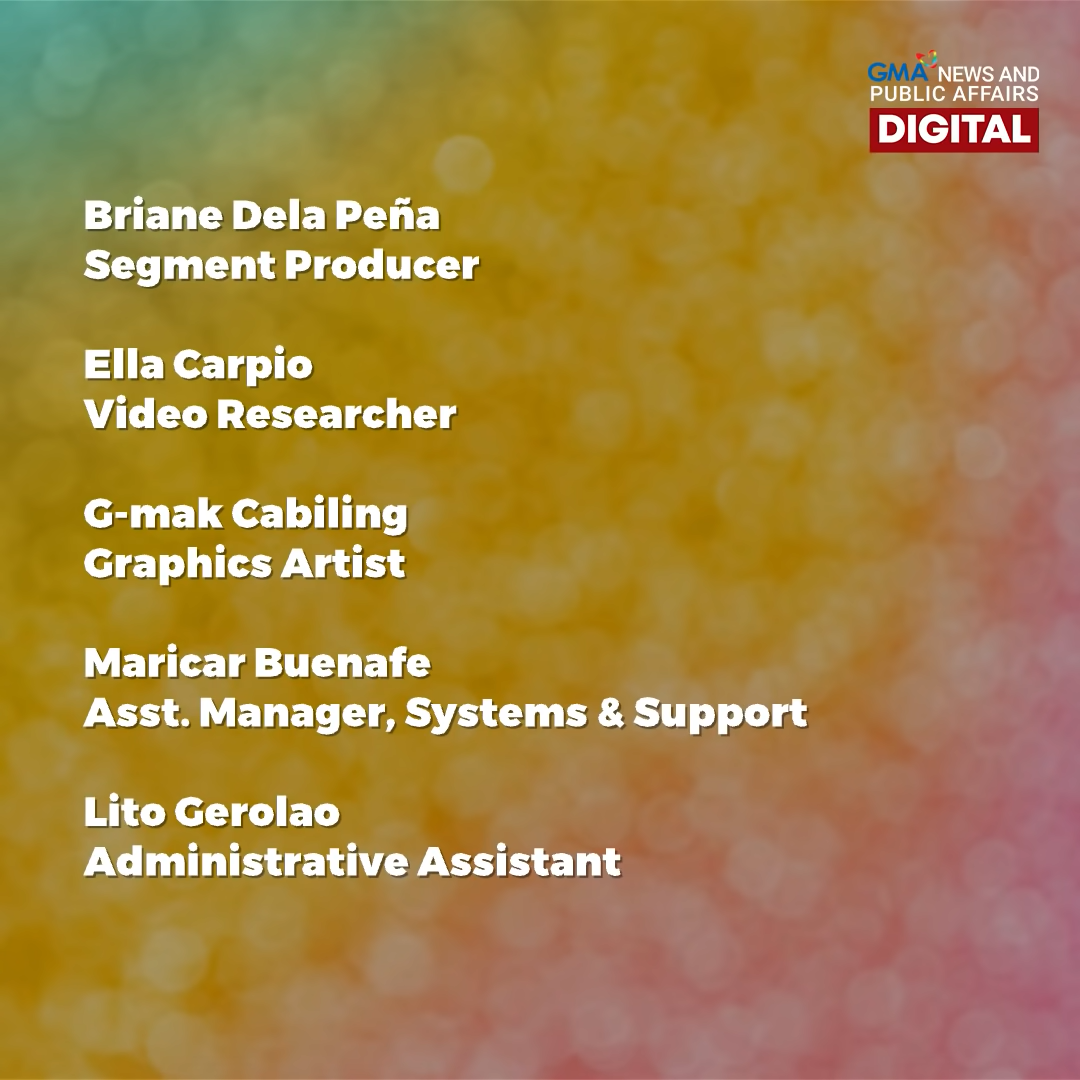 GMA NEWS AND
PUBLIC AFFAIRS
DIGITAL
Briane Dela Peña
Segment Producer
Ella Carpio
Video Researcher
G-mak Cabiling
Graphics Artist
Maricar Buenafe
Asst. Manager, Systems & Support
Lito Gerolao
Administrative Assistant